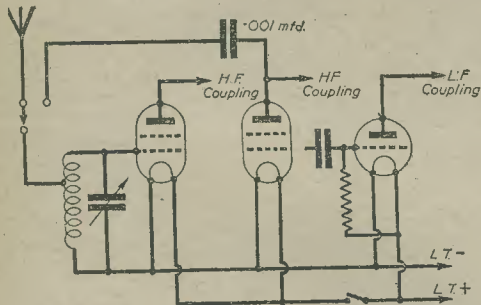 ·001 mfd.
H.F.
Coupling
HF
Coupling
L.F
Coupling
L.T.-
L.T.+